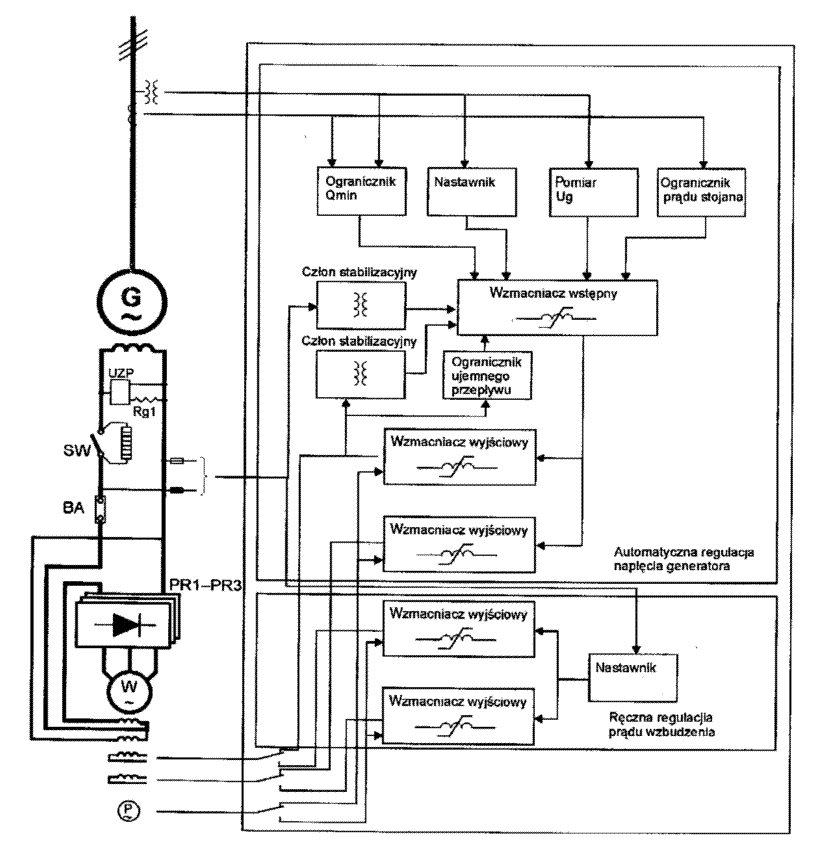 Ogranicznik
Qmin
Nastawnik
Pomiar
Ug
Ogranicznik
prądu stojana
G
~
Człon stabilizacyjny
Wzmacniacz wstępny
Człon stabilizacyjny
Ogranicznik
ujemnego
przepływu
UZP
Rg1
SW
Wzmacniacz wyjściowy
BA
Wzmacniacz wyjściowy
Automatyczna regulacja
napięcia generatora
PR1–PR3
Wzmacniacz wyjściowy
Nastawnik
W
~
Wzmacniacz wyjściowy
Ręczna regulacjia
prądu wzbudzenia
P
~